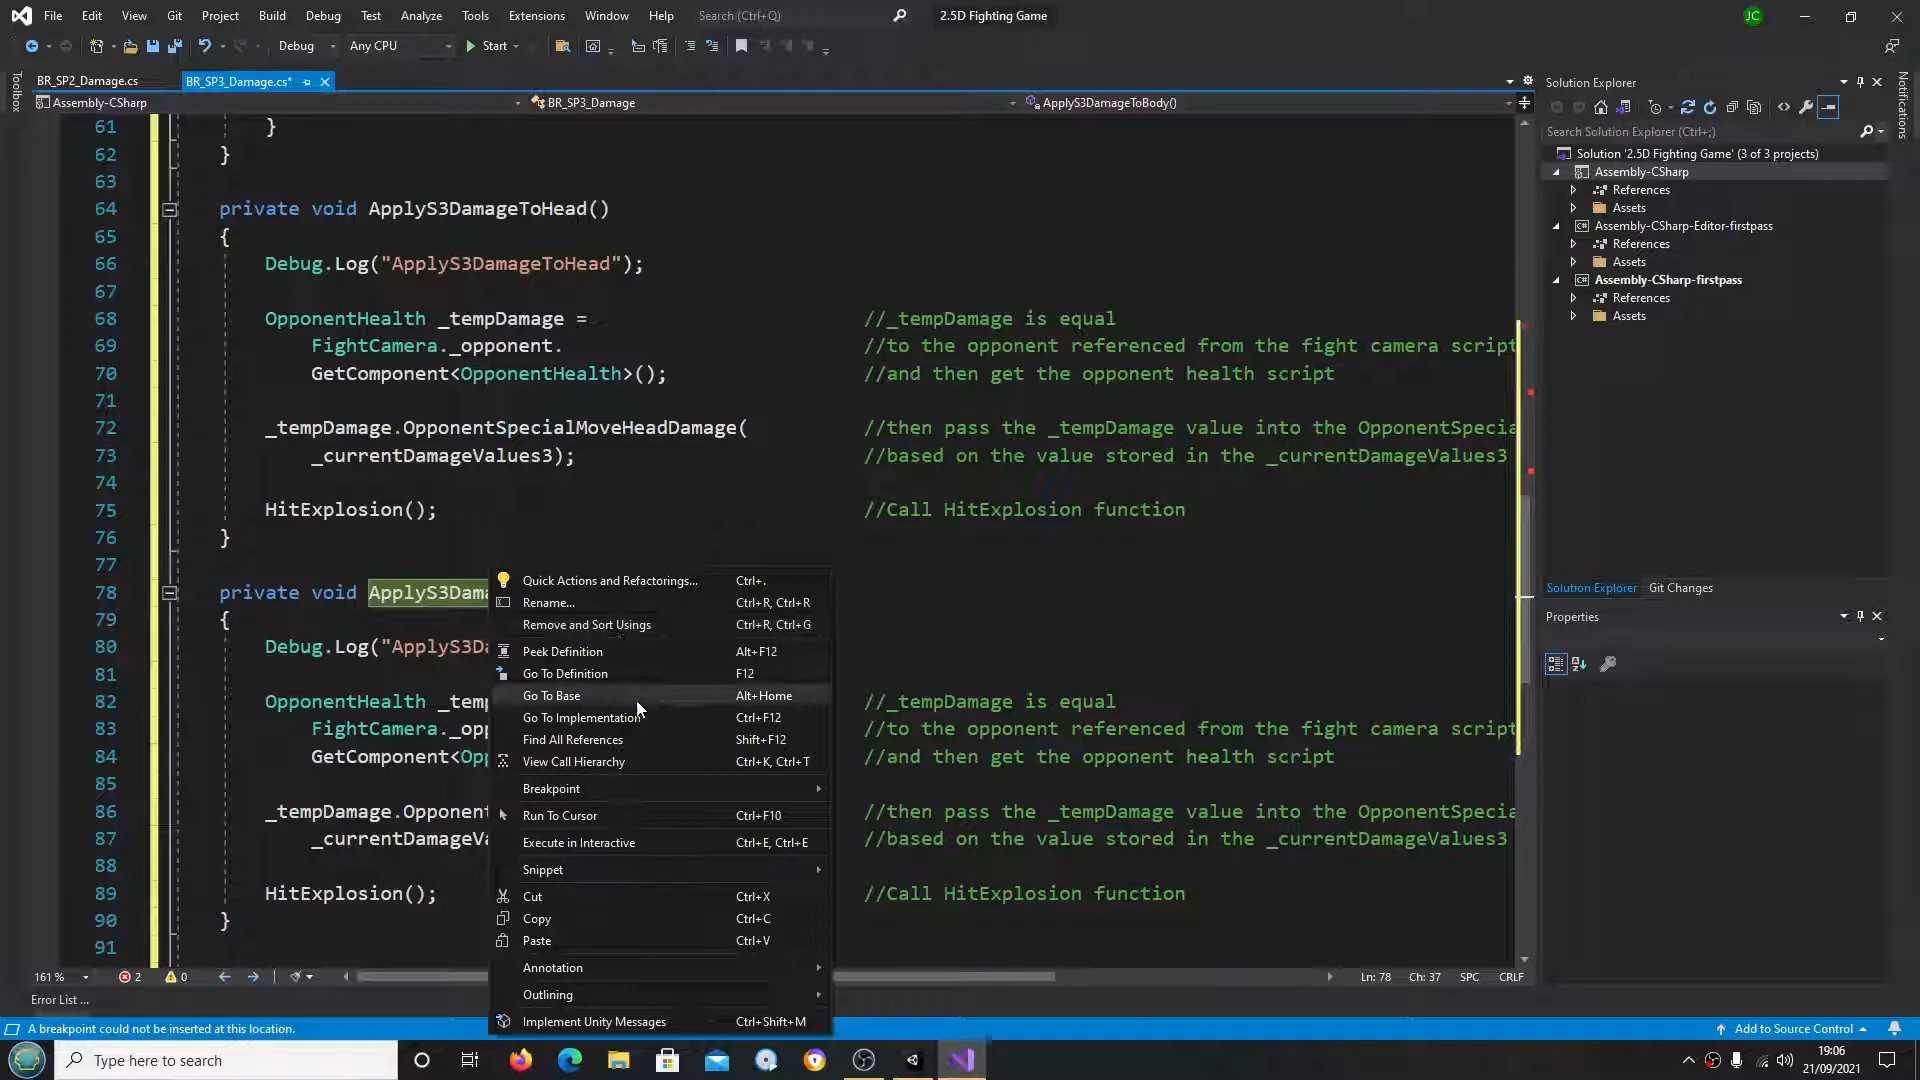 File Edit View Git Project Build Debug Test Analyze Tools Extensions Window Help Search (Ctrl+Q) 2.5D Fighting Game JC
Debug Any CPU Start
Toolbox
BR_SP2_Damage.cs BR_SP3_Damage.cs*
Assembly-CSharp BR_SP3_Damage ApplyS3DamageToBody()
61 }
62 }
63
64 private void ApplyS3DamageToHead()
65 {
66 Debug.Log("ApplyS3DamageToHead");
67
68 OpponentHealth _tempDamage = //_tempDamage is equal
69 FightCamera._opponent. //to the opponent referenced from the fight camera script
70 GetComponent<OpponentHealth>(); //and then get the opponent health script
71
72 _tempDamage.OpponentSpecialMoveHeadDamage( //then pass the _tempDamage value into the OpponentSpecia
73 _currentDamageValues3); //based on the value stored in the _currentDamageValues3
74
75 HitExplosion(); //Call HitExplosion function
76 }
77
78 private void ApplyS3Dama
79 {
80 Debug.Log("ApplyS3Da
81
82 OpponentHealth _temp //_tempDamage is equal
83 FightCamera._opp //to the opponent referenced from the fight camera script
84 GetComponent<Opp //and then get the opponent health script
85
86 _tempDamage.Opponent //then pass the _tempDamage value into the OpponentSpecia
87 _currentDamageVa //based on the value stored in the _currentDamageValues3
88
89 HitExplosion(); //Call HitExplosion function
90 }
91
Quick Actions and Refactorings... Ctrl+.
Rename... Ctrl+R, Ctrl+R
Remove and Sort Usings Ctrl+R, Ctrl+G
Peek Definition Alt+F12
Go To Definition F12
Go To Base Alt+Home
Go To Implementation Ctrl+F12
Find All References Shift+F12
View Call Hierarchy Ctrl+K, Ctrl+T
Breakpoint
Run To Cursor Ctrl+F10
Execute in Interactive Ctrl+E, Ctrl+E
Snippet
Cut Ctrl+X
Copy Ctrl+C
Paste Ctrl+V
Annotation
Outlining
Implement Unity Messages Ctrl+Shift+M
161 % 2 0 Ln: 78 Ch: 37 SPC CRLF
Error List ...
Solution Explorer
Search Solution Explorer (Ctrl+;)
Solution '2.5D Fighting Game' (3 of 3 projects)
Assembly-CSharp
References
Assets
Assembly-CSharp-Editor-firstpass
References
Assets
Assembly-CSharp-firstpass
References
Assets
Solution Explorer Git Changes
Properties
Notifications
A breakpoint could not be inserted at this location. Add to Source Control
Type here to search
19:06
21/09/2021